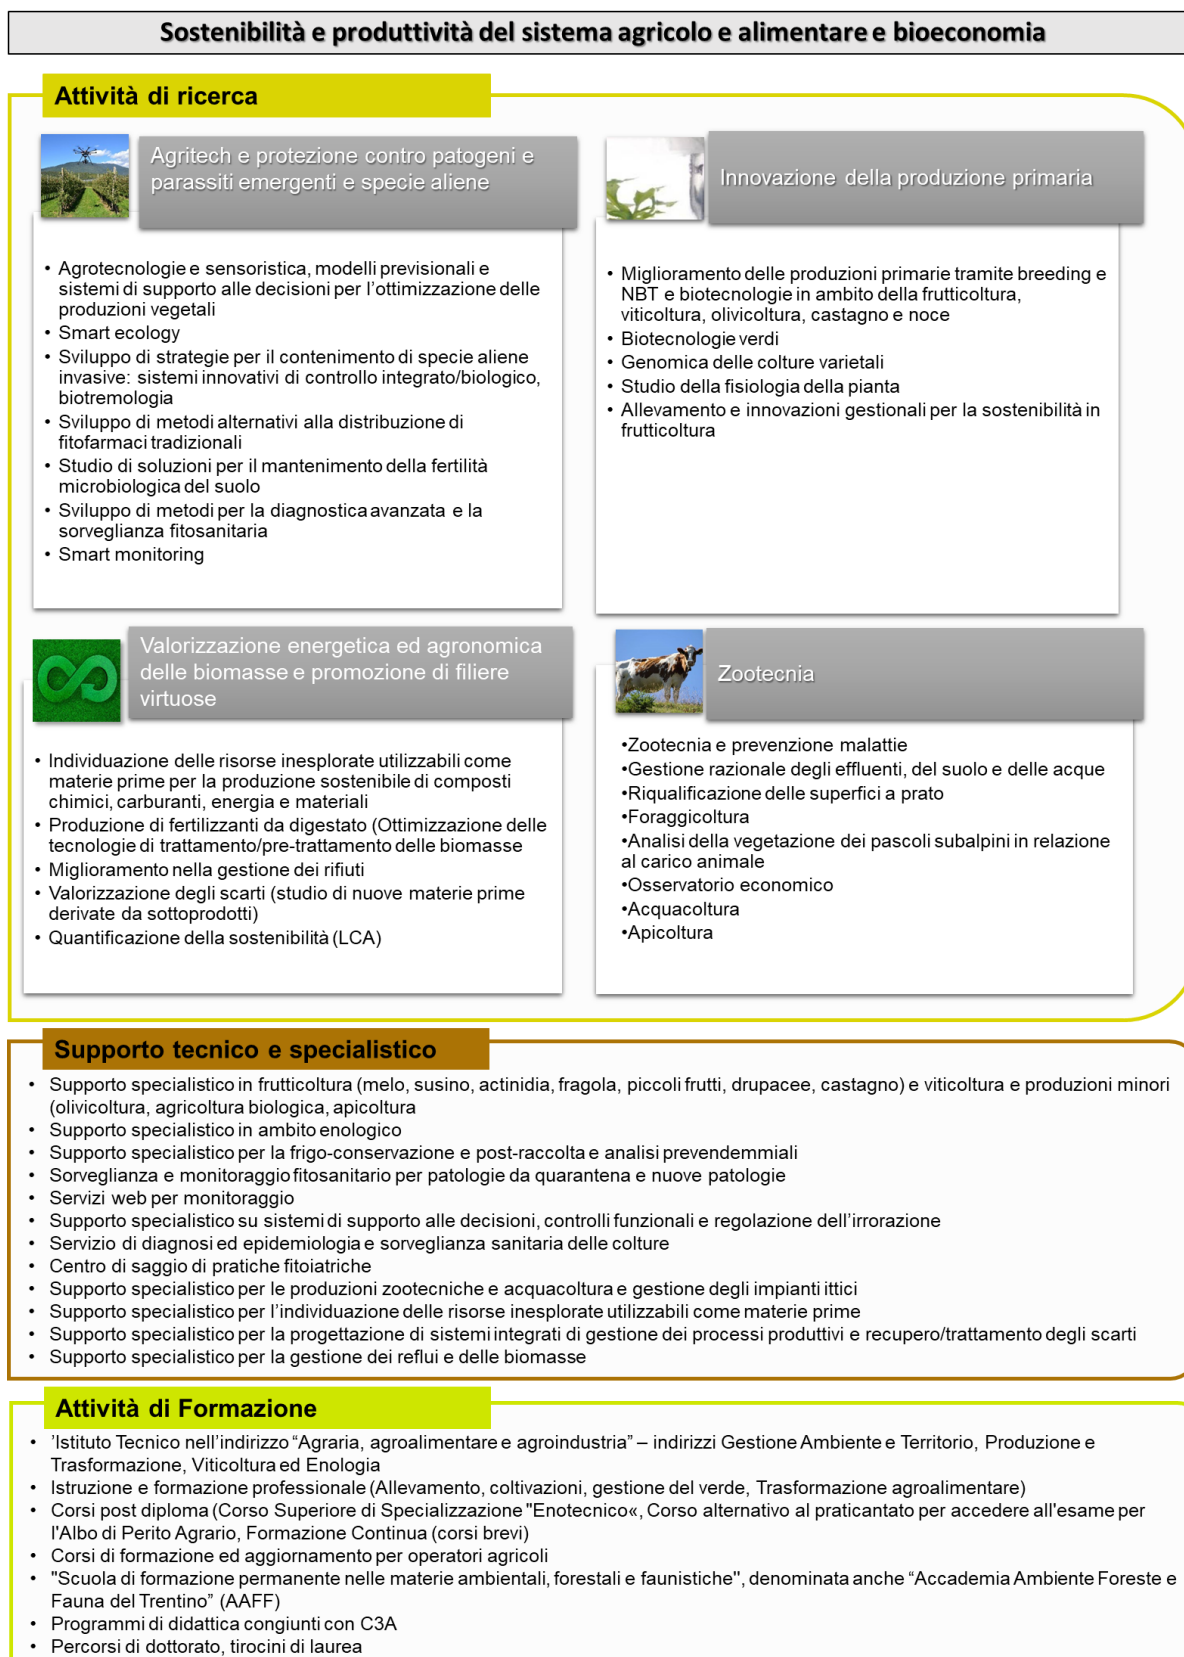 Sostenibilità e produttività del sistema agricolo e alimentare e bioeconomia
Attività di ricerca
Agritech e protezione contro patogeni e
parassiti emergenti e specie aliene
• Agrotecnologie e sensoristica, modelli previsionali e
sistemi di supporto alle decisioni per l’ottimizzazione delle
produzioni vegetali
• Smart ecology
• Sviluppo di strategie per il contenimento di specie aliene
invasive: sistemi innovativi di controllo integrato/biologico,
biotremologia
• Sviluppo di metodi alternativi alla distribuzione di
fitofarmaci tradizionali
• Studio di soluzioni per il mantenimento della fertilità
microbiologica del suolo
• Sviluppo di metodi per la diagnostica avanzata e la
sorveglianza fitosanitaria
• Smart monitoring
Innovazione della produzione primaria
• Miglioramento delle produzioni primarie tramite breeding e
NBT e biotecnologie in ambito della frutticoltura,
viticoltura, olivicoltura, castagno e noce
• Biotecnologie verdi
• Genomica delle colture varietali
• Studio della fisiologia della pianta
• Allevamento e innovazioni gestionali per la sostenibilità in
frutticoltura
Valorizzazione energetica ed agronomica
delle biomasse e promozione di filiere
virtuose
• Individuazione delle risorse inesplorate utilizzabili come
materie prime per la produzione sostenibile di composti
chimici, carburanti, energia e materiali
• Produzione di fertilizzanti da digestato (Ottimizzazione delle
tecnologie di trattamento/pre-trattamento delle biomasse
• Miglioramento nella gestione dei rifiuti
• Valorizzazione degli scarti (studio di nuove materie prime
derivate da sottoprodotti)
• Quantificazione della sostenibilità (LCA)
Zootecnia
•Zootecnia e prevenzione malattie
•Gestione razionale degli effluenti, del suolo e delle acque
•Riqualificazione delle superfici a prato
•Foraggicoltura
•Analisi della vegetazione dei pascoli subalpini in relazione
al carico animale
•Osservatorio economico
•Acquacoltura
•Apicoltura
Supporto tecnico e specialistico
• Supporto specialistico in frutticoltura (melo, susino, actinidia, fragola, piccoli frutti, drupacee, castagno) e viticoltura e produzioni minori
(olivicoltura, agricoltura biologica, apicoltura
• Supporto specialistico in ambito enologico
• Supporto specialistico per la frigo-conservazione e post-raccolta e analisi prevendemmiali
• Sorveglianza e monitoraggio fitosanitario per patologie da quarantena e nuove patologie
• Servizi web per monitoraggio
• Supporto specialistico su sistemi di supporto alle decisioni, controlli funzionali e regolazione dell’irrorazione
• Servizio di diagnosi ed epidemiologia e sorveglianza sanitaria delle colture
• Centro di saggio di pratiche fitoiatriche
• Supporto specialistico per le produzioni zootecniche e acquacoltura e gestione degli impianti ittici
• Supporto specialistico per l’individuazione delle risorse inesplorate utilizzabili come materie prime
• Supporto specialistico per la progettazione di sistemi integrati di gestione dei processi produttivi e recupero/trattamento degli scarti
• Supporto specialistico per la gestione dei reflui e delle biomasse
Attività di Formazione
• ’Istituto Tecnico nell’indirizzo “Agraria, agroalimentare e agroindustria” – indirizzi Gestione Ambiente e Territorio, Produzione e
Trasformazione, Viticoltura ed Enologia
• Istruzione e formazione professionale (Allevamento, coltivazioni, gestione del verde, Trasformazione agroalimentare)
• Corsi post diploma (Corso Superiore di Specializzazione "Enotecnico«, Corso alternativo al praticantato per accedere all'esame per
l'Albo di Perito Agrario, Formazione Continua (corsi brevi)
• Corsi di formazione ed aggiornamento per operatori agricoli
• "Scuola di formazione permanente nelle materie ambientali, forestali e faunistiche", denominata anche “Accademia Ambiente Foreste e
Fauna del Trentino” (AAFF)
• Programmi di didattica congiunti con C3A
• Percorsi di dottorato, tirocini di laurea